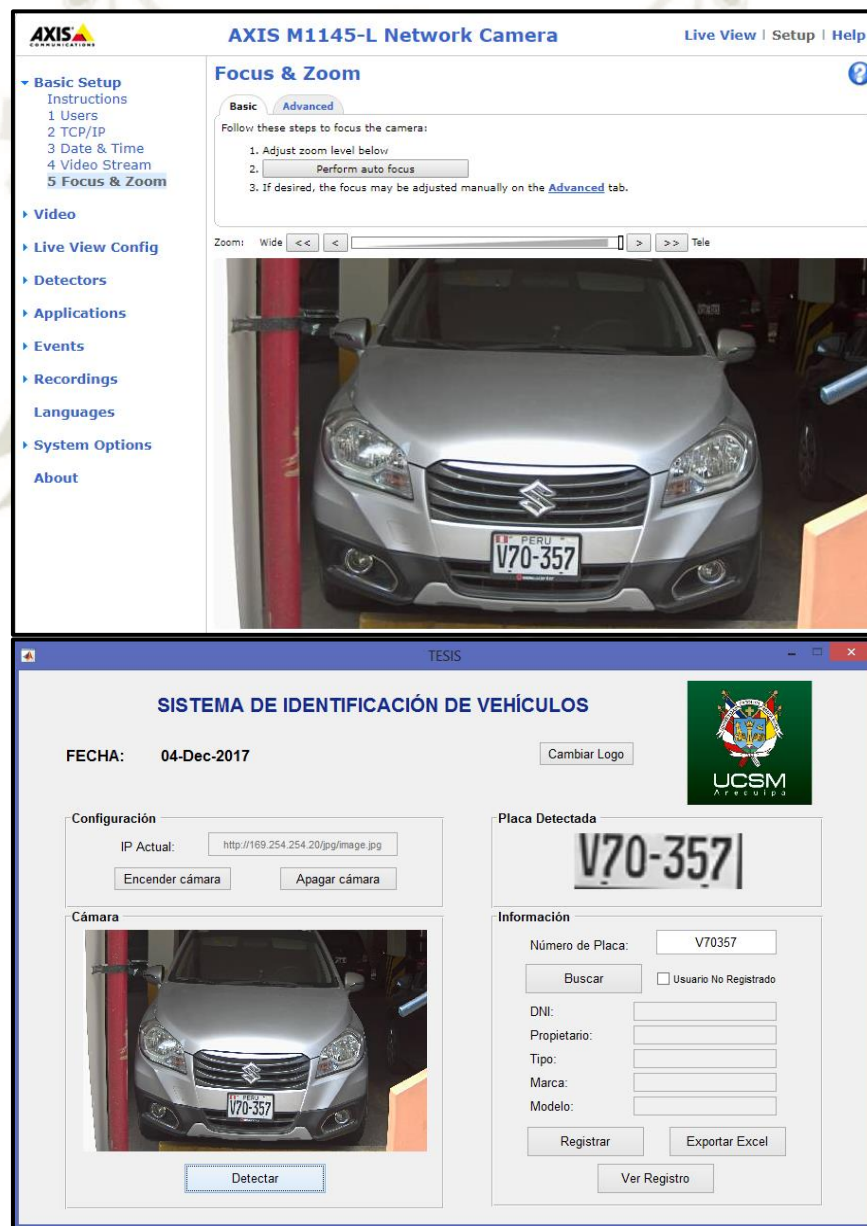 AXIS
COMMUNICATIONS
AXIS M1145-L Network Camera
Live View | Setup | Help
Basic Setup
Instructions
1 Users
2 TCP/IP
3 Date & Time
4 Video Stream
5 Focus & Zoom
Video
Live View Config
Detectors
Applications
Events
Recordings
Languages
System Options
About
Focus & Zoom
?
Basic
Advanced
Follow these steps to focus the camera:
1. Adjust zoom level below
2. Perform auto focus
3. If desired, the focus may be adjusted manually on the Advanced tab.
Zoom: Wide << < > >> Tele
PERU
V70-357
TESIS
SISTEMA DE IDENTIFICACIÓN DE VEHÍCULOS
FECHA: 04-Dec-2017
Cambiar Logo
UCSM
Arequipa
Configuración
IP Actual: http://169.254.254.20/jpg/image.jpg
Encender cámara Apagar cámara
Cámara
PERU
V70-357
Detectar
Placa Detectada
V70-357
Información
Número de Placa: V70357
Buscar Usuario No Registrado
DNI:
Propietario:
Tipo:
Marca:
Modelo:
Registrar Exportar Excel
Ver Registro